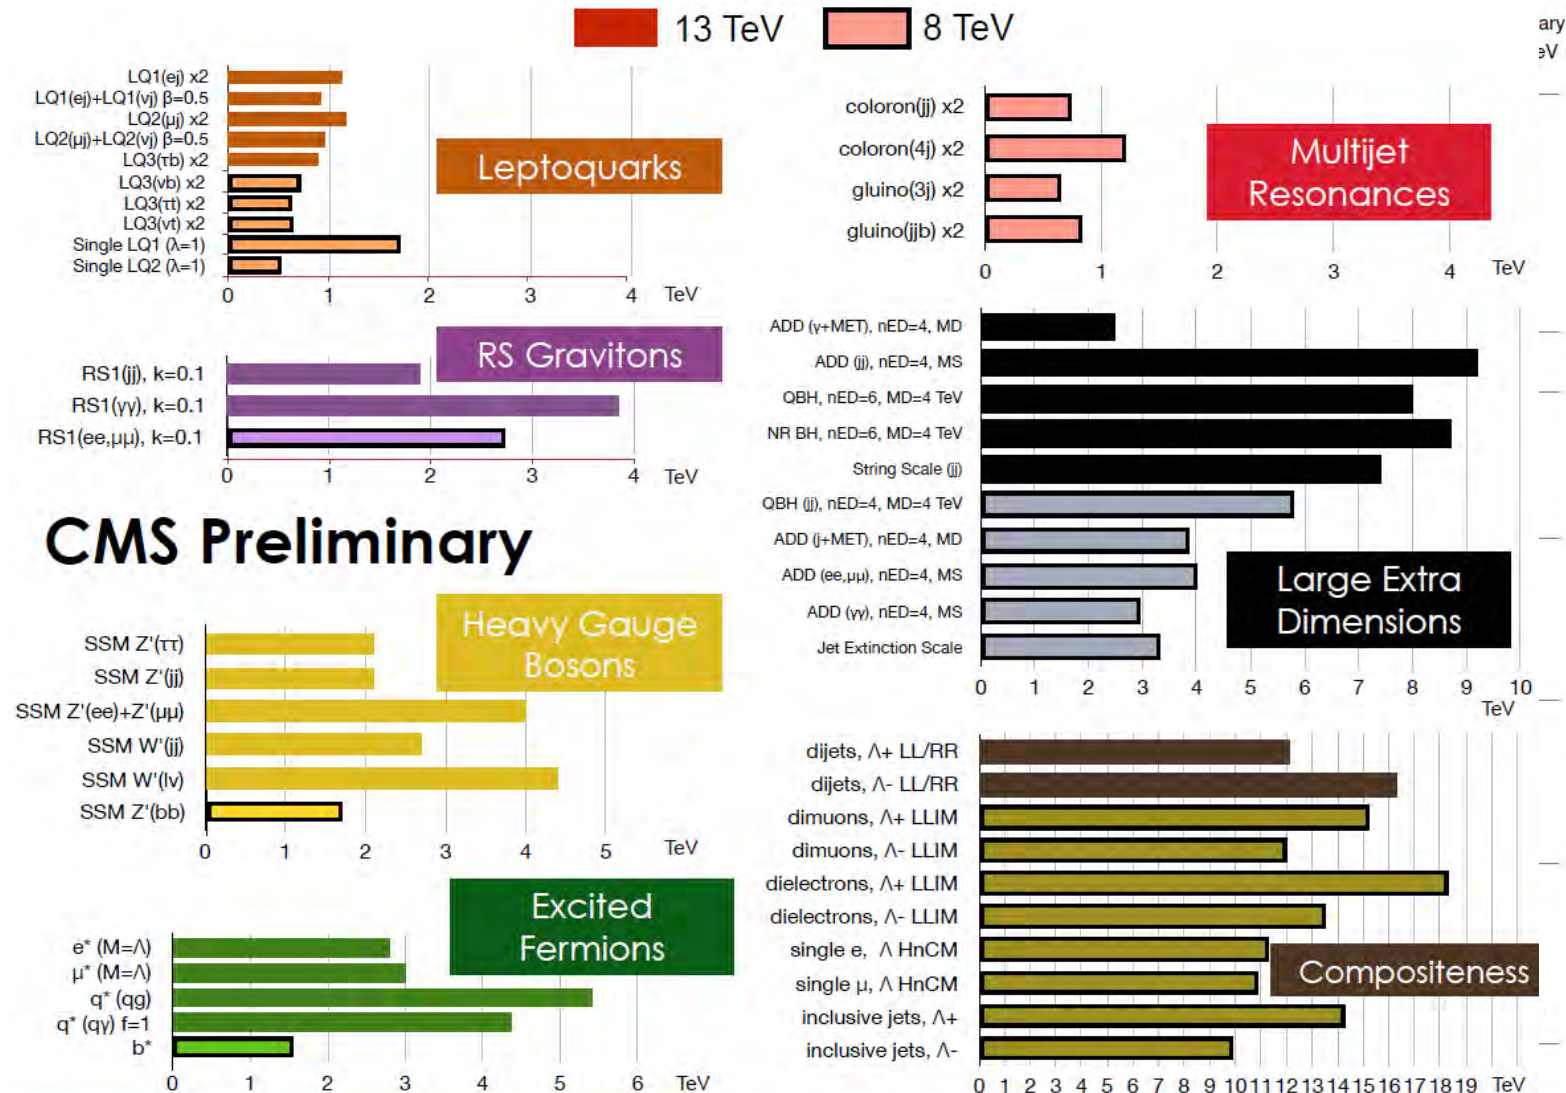 13 TeV
8 TeV
ary
eV
LQ1(ej) x2
LQ1(ej)+LQ1(νj) β=0.5
LQ2(μj) x2
LQ2(μj)+LQ2(νj) β=0.5
LQ3(τb) x2
LQ3(νb) x2
LQ3(ττ) x2
LQ3(ντ) x2
Single LQ1 (λ=1)
Single LQ2 (λ=1)
0 1 2 3 4 TeV
Leptoquarks
RS1(jj), k=0.1
RS1(γγ), k=0.1
RS1(ee,μμ), k=0.1
0 1 2 3 4 TeV
RS Gravitons
CMS Preliminary
SSM Z'(ττ)
SSM Z'(jj)
SSM Z'(ee)+Z'(μμ)
SSM W'(jj)
SSM W'(lv)
SSM Z'(bb)
0 1 2 3 4 5 TeV
Heavy Gauge
Bosons
e* (M=Λ)
μ* (M=Λ)
q* (qg)
q* (qγ) f=1
b*
0 1 2 3 4 5 6 TeV
Excited
Fermions
coloron(jj) x2
coloron(4j) x2
gluino(3j) x2
gluino(jjb) x2
0 1 2 3 4 TeV
Multijet
Resonances
ADD (γ+MET), nED=4, MD
ADD (jj), nED=4, MS
QBH, nED=6, MD=4 TeV
NR BH, nED=6, MD=4 TeV
String Scale (jj)
QBH (jj), nED=4, MD=4 TeV
ADD (j+MET), nED=4, MD
ADD (ee,μμ), nED=4, MS
ADD (γγ), nED=4, MS
Jet Extinction Scale
0 1 2 3 4 5 6 7 8 9 10
TeV
Large Extra
Dimensions
dijets, Λ+ LL/RR
dijets, Λ- LL/RR
dimuons, Λ+ LLIM
dimuons, Λ- LLIM
dielectrons, Λ+ LLIM
dielectrons, Λ- LLIM
single e, Λ HnCM
single μ, Λ HnCM
inclusive jets, Λ+
inclusive jets, Λ-
0 1 2 3 4 5 6 7 8 9 10 11 12 13 14 15 16 17 18 19 TeV
Compositeness